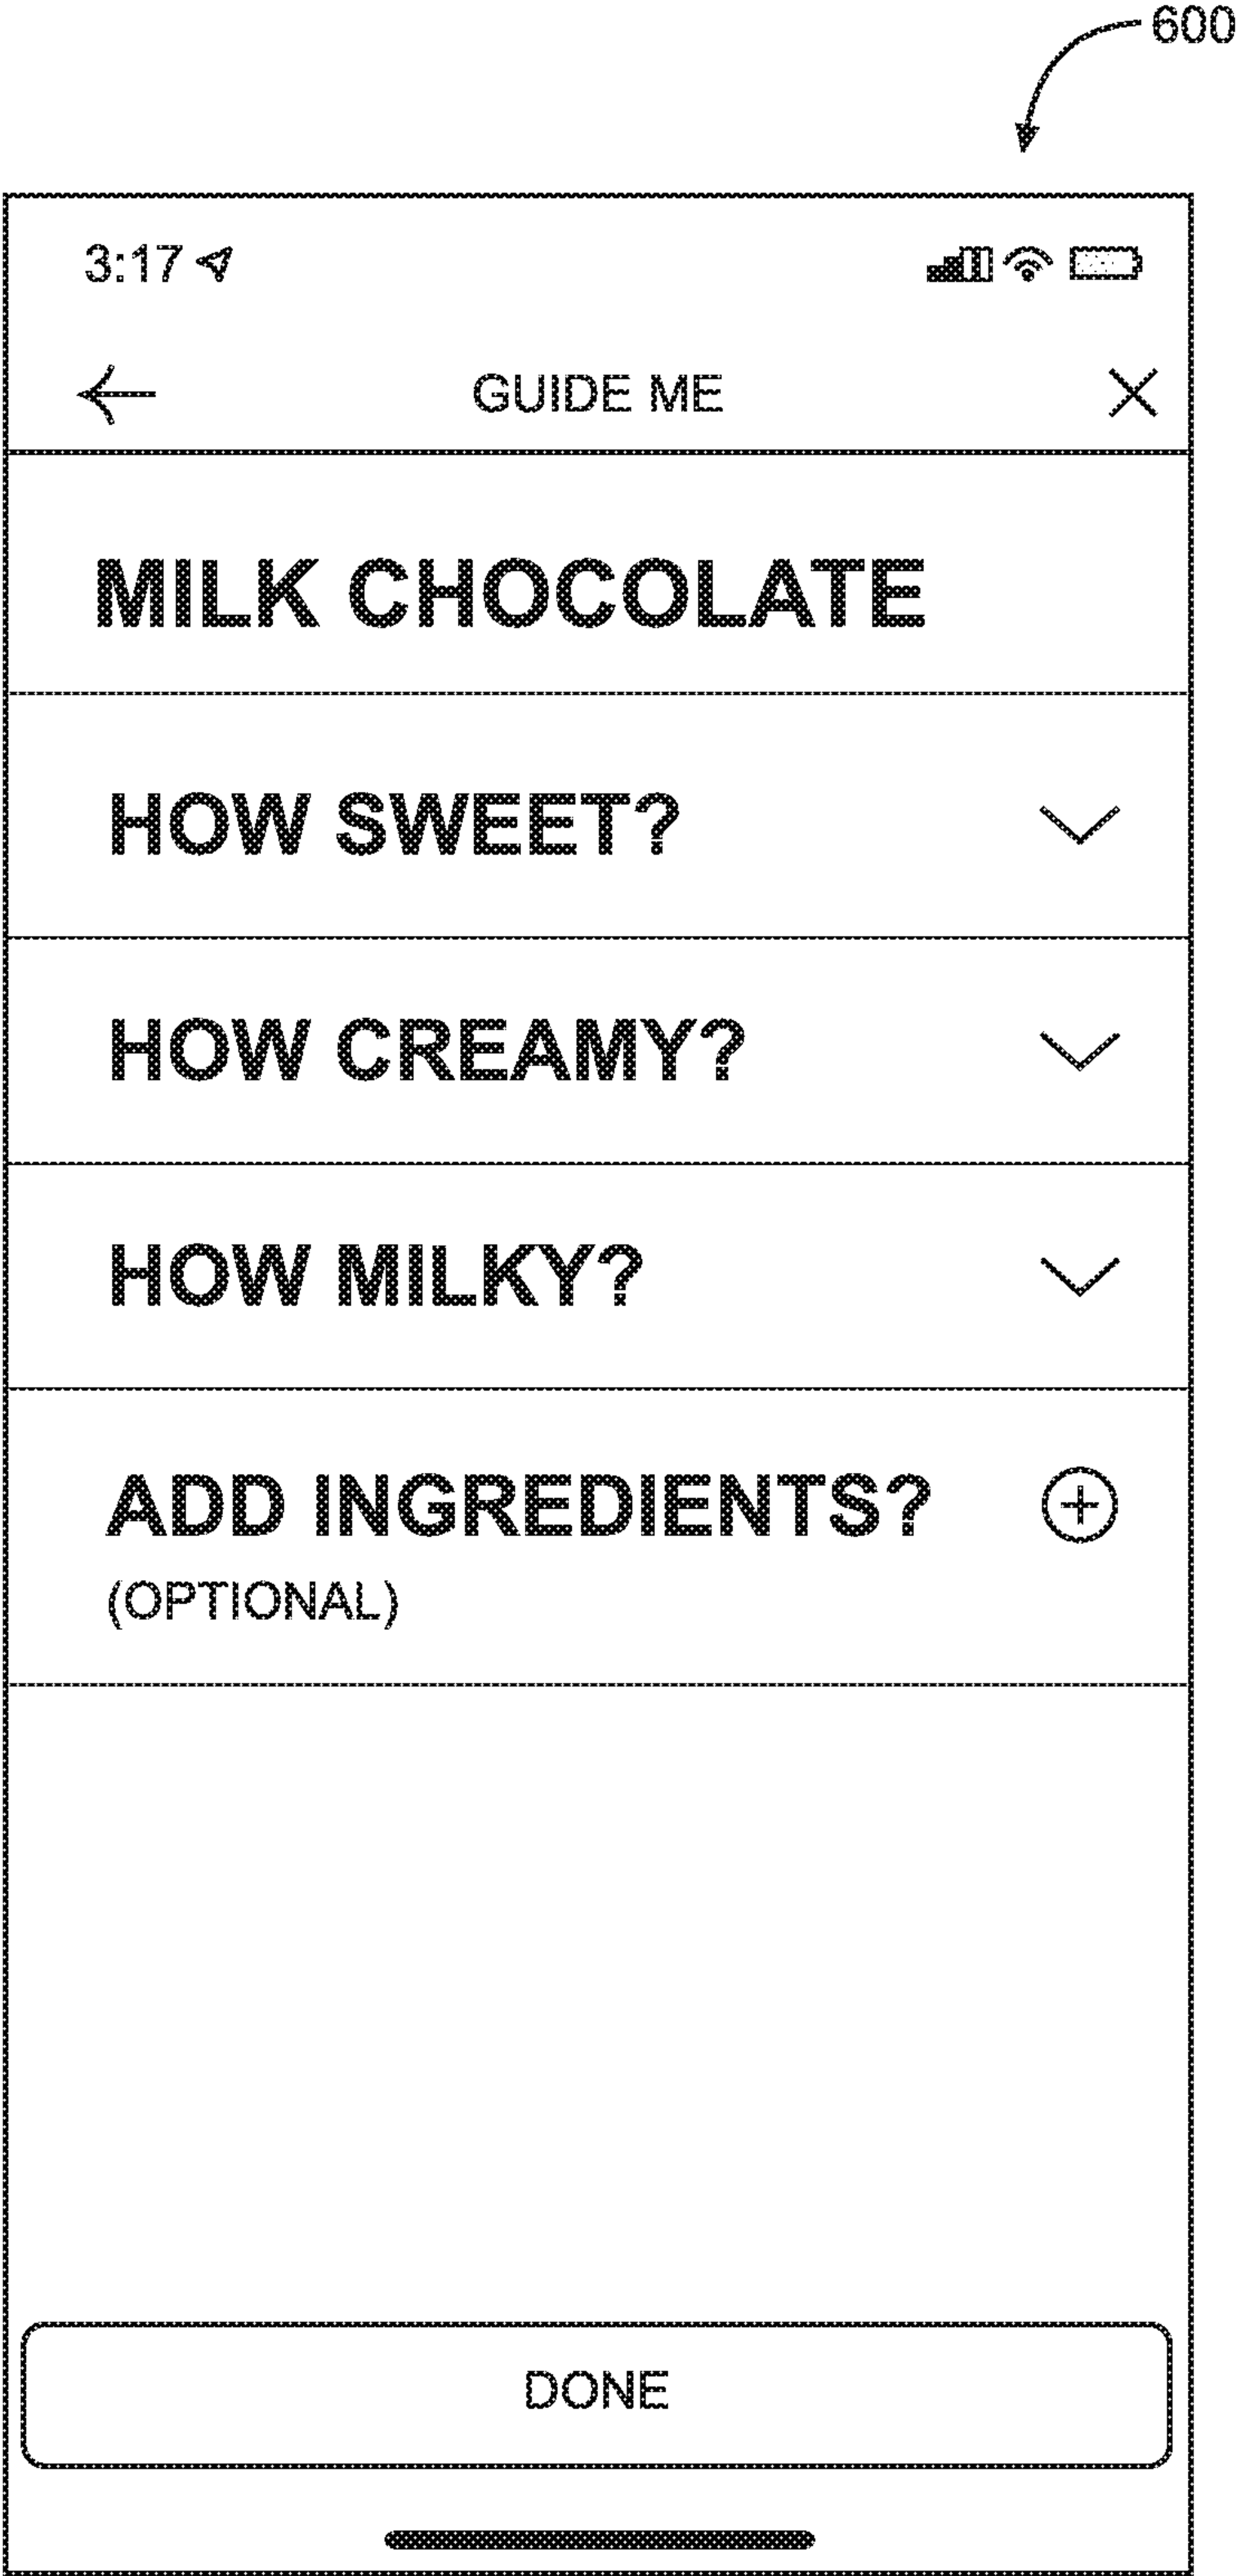 600
3:17
GUIDE ME
MILK CHOCOLATE
HOW SWEET?
HOW CREAMY?
HOW MILKY?
ADD INGREDIENTS?
(OPTIONAL)
DONE